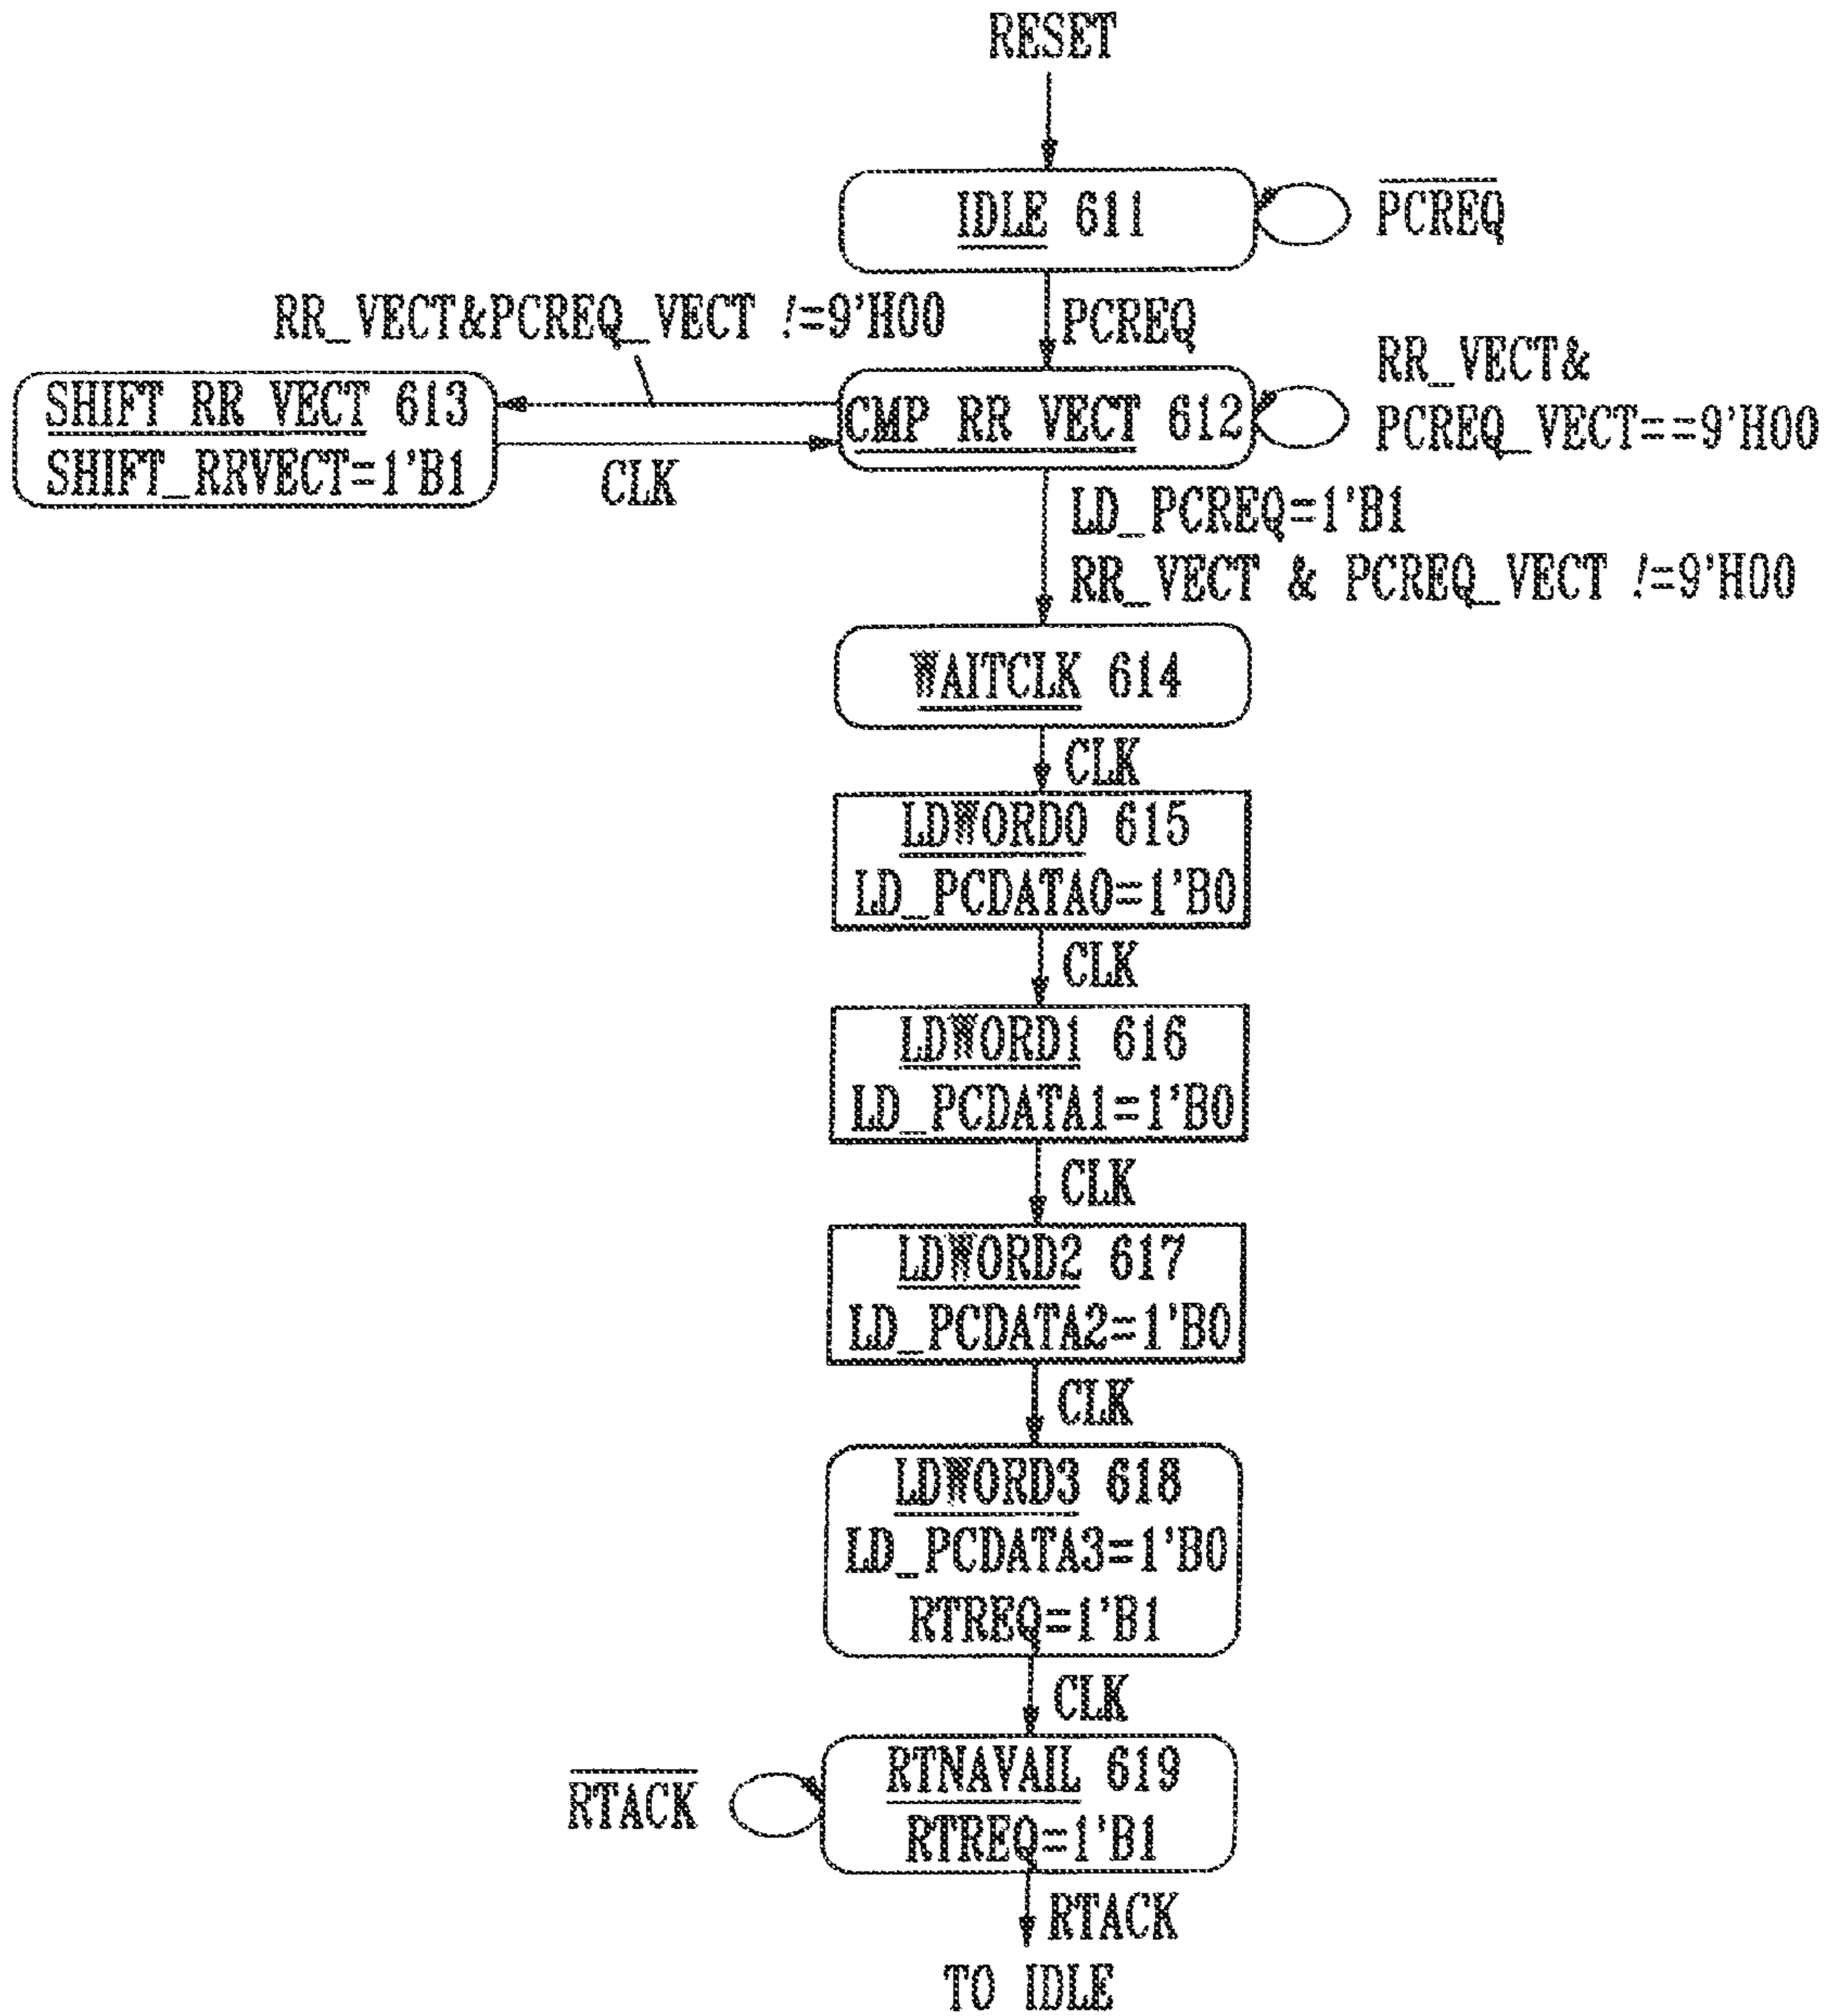 RESET
IDLE 611
PCREQ
RR_VECT&PCREQ_VECT !=9'H00
PCREQ
RR_VECT&
PCREQ_VECT==9'H00
SHIFT RR VECT 613
SHIFT_RRVECT=1'B1
CMP RR VECT 612
CLK
LD_PCREQ=1'B1
RR_VECT & PCREQ_VECT !=9'H00
WAITCLK 614
CLK
LDWORD0 615
LD_PCDATA0=1'B0
CLK
LDWORD1 616
LD_PCDATA1=1'B0
CLK
LDWORD2 617
LD_PCDATA2=1'B0
CLK
LDWORD3 618
LD_PCDATA3=1'B0
RTREQ=1'B1
CLK
RTACK
RTNAVAIL 619
RTREQ=1'B1
RTACK
TO IDLE